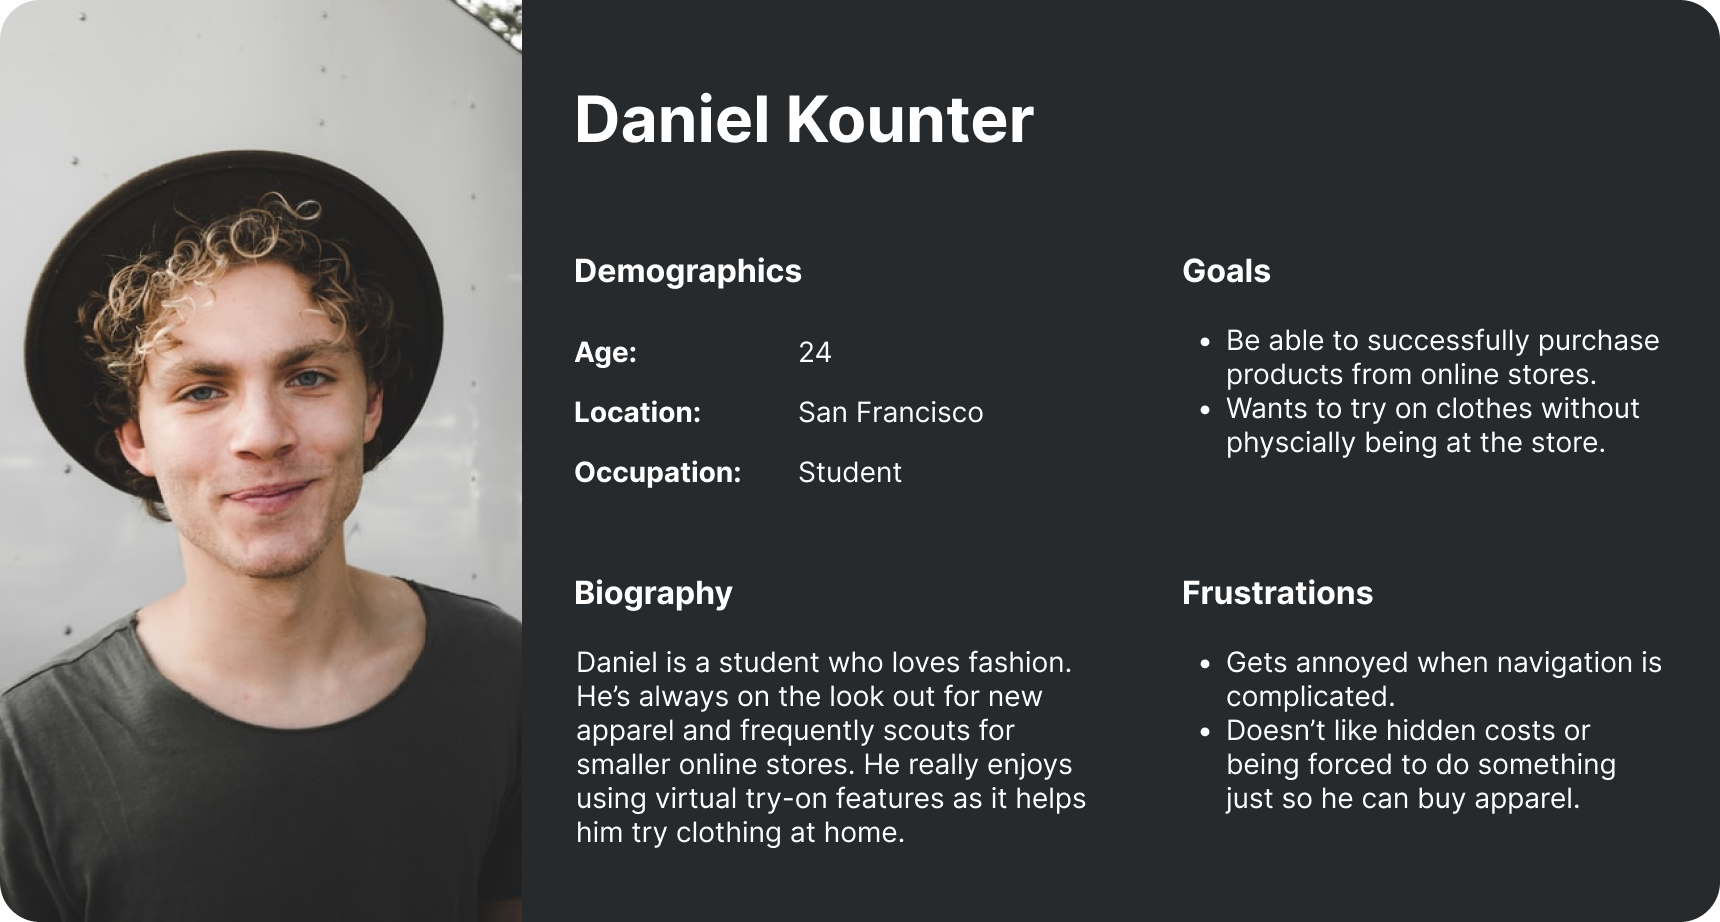 Daniel Kounter
Demographics
Age: 24
Location: San Francisco
Occupation: Student
Goals
• Be able to successfully purchase
products from online stores.
• Wants to try on clothes without
physcially being at the store.
Biography
Daniel is a student who loves fashion.
He’s always on the look out for new
apparel and frequently scouts for
smaller online stores. He really enjoys
using virtual try-on features as it helps
him try clothing at home.
Frustrations
• Gets annoyed when navigation is
complicated.
• Doesn’t like hidden costs or
being forced to do something
just so he can buy apparel.